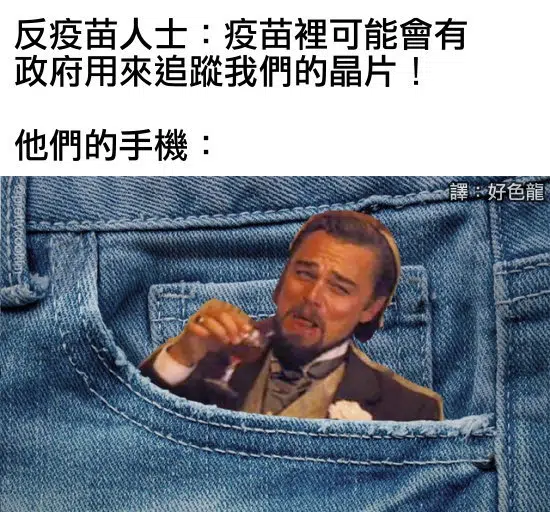 反疫苗人士：疫苗裡可能會有
政府用來追蹤我們的晶片！
他們的手機：
譯：好色龍